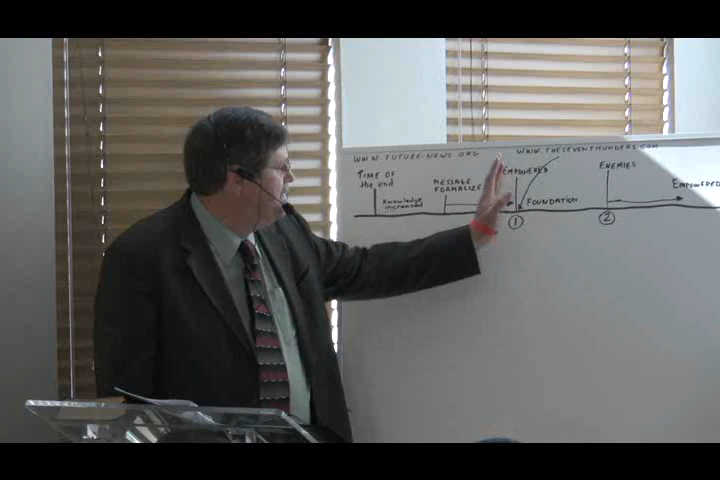 WWW.FUTURE-NEWS.ORG
WWW.THESEVENTHUNDERS.COM
TIME OF
the end
Knowledge
increased
MESSAGE
FORMALIZE
EMPOWERED
FOUNDATION
1
ENEMIES
2
EMPOWERED